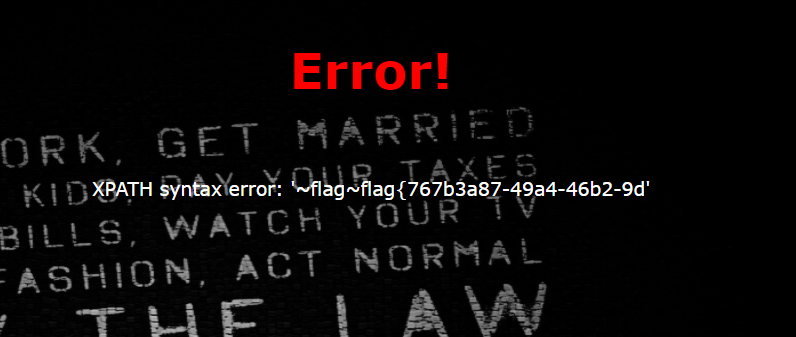 Error!
ORK, GET MARRIED
KIDS, PAY YOUR TAXES
XPATH syntax error: '~flag~flag{767b3a87-49a4-46b2-9d'
BILLS, WATCH YOUR TV
FASHION, ACT NORMAL
THE LAW